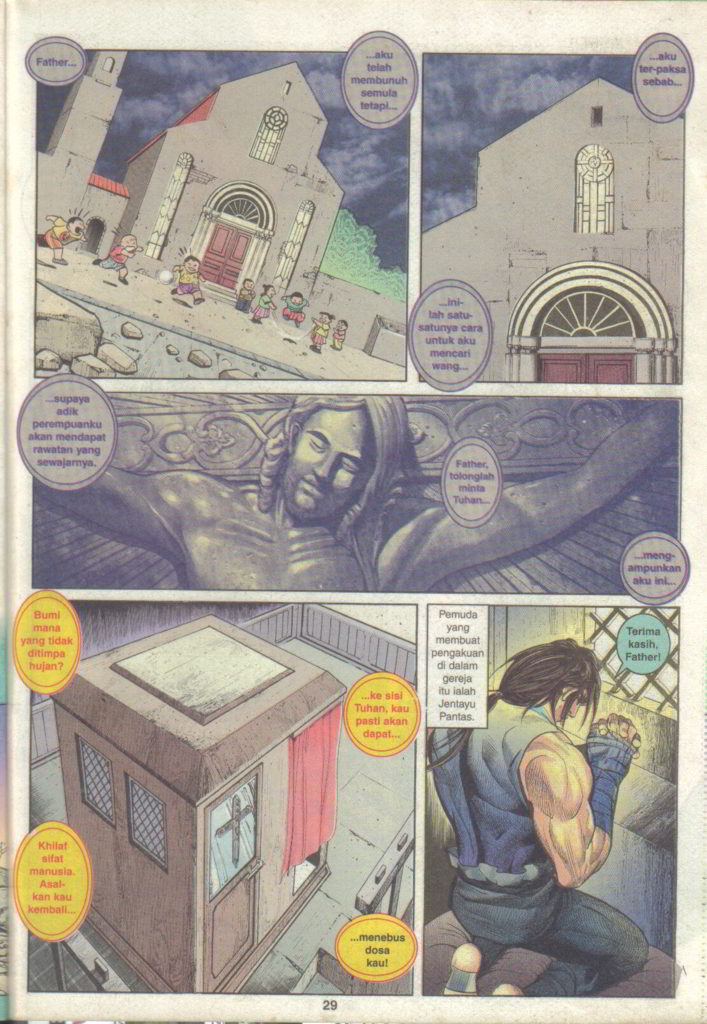 Father...
...aku
telah
membunuh
semula
tetapi...
...aku
ter-paksa
sebab...
...ini-
lah satu-
satunya cara
untuk aku
mencari
wang...
...supaya
adik
perempuanku
akan mendapat
rawatan yang
sewajarnya.
Father,
tolonglah
minta
Tuhan...
...meng-
ampunkan
aku ini...
Bumi
mana
yang tidak
ditimpa
hujan?
...ke sisi
Tuhan, kau
pasti akan
dapat...
Khilaf
sifat
manusia.
Asal-
kan kau
kembali...
...menebus
dosa
kau!
Pemuda
yang
membuat
pengakuan
di dalam
gereja
itu ialah
Jentayu
Pantas.
Terima
kasih,
Father!
29